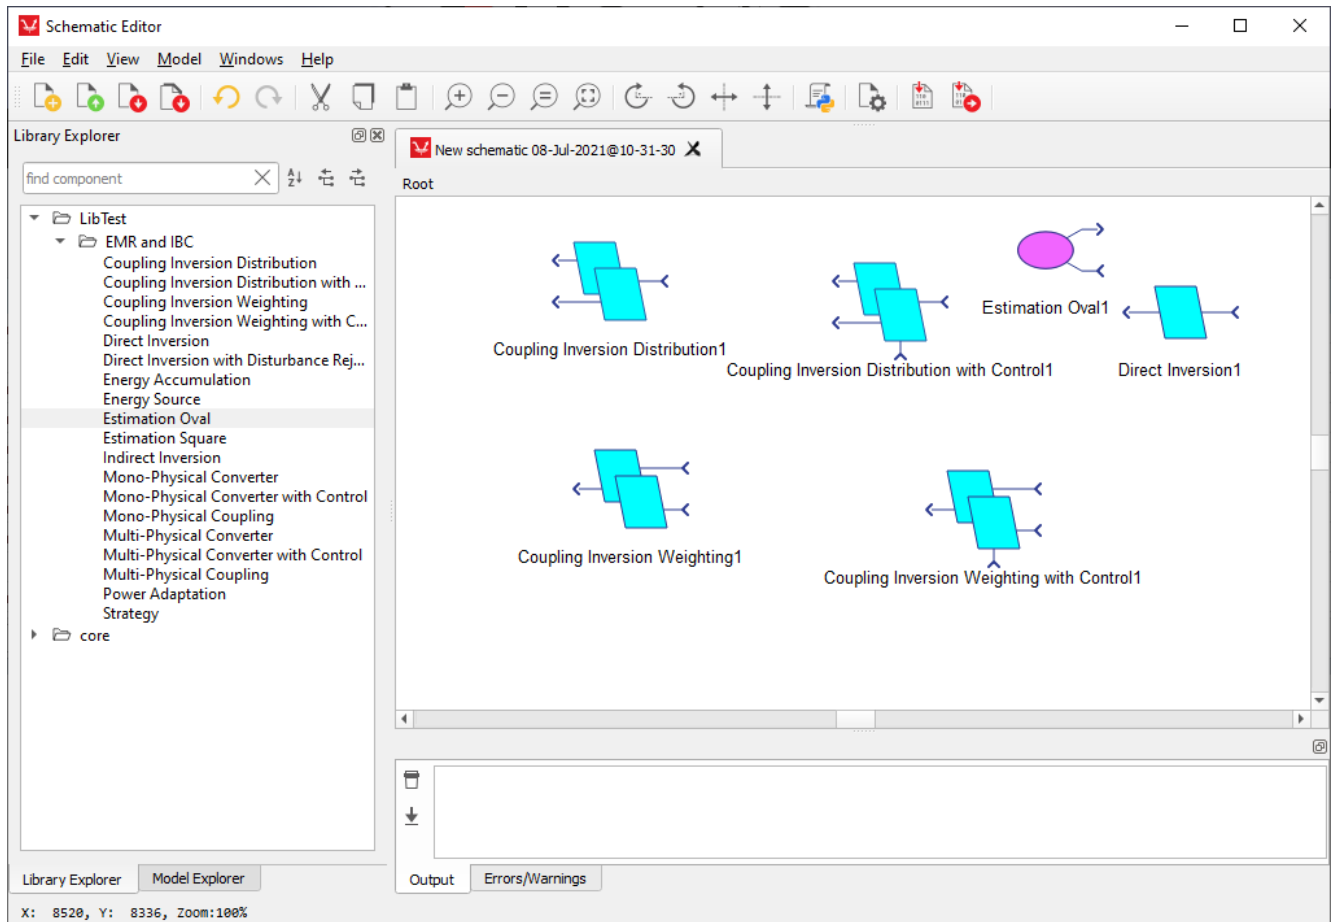 Schematic Editor
File Edit View Model Windows Help
Library Explorer
find component
LibTest
EMR and IBC
Coupling Inversion Distribution
Coupling Inversion Distribution with ...
Coupling Inversion Weighting
Coupling Inversion Weighting with C...
Direct Inversion
Direct Inversion with Disturbance Rej...
Energy Accumulation
Energy Source
Estimation Oval
Estimation Square
Indirect Inversion
Mono-Physical Converter
Mono-Physical Converter with Control
Mono-Physical Coupling
Multi-Physical Converter
Multi-Physical Converter with Control
Multi-Physical Coupling
Power Adaptation
Strategy
core
Library Explorer Model Explorer
X: 8520, Y: 8336, Zoom:100%
New schematic 08-Jul-2021@10-31-30
Root
Estimation Oval1
Coupling Inversion Distribution1
Coupling Inversion Distribution with Control1
Direct Inversion1
Coupling Inversion Weighting1
Coupling Inversion Weighting with Control1
Output Errors/Warnings